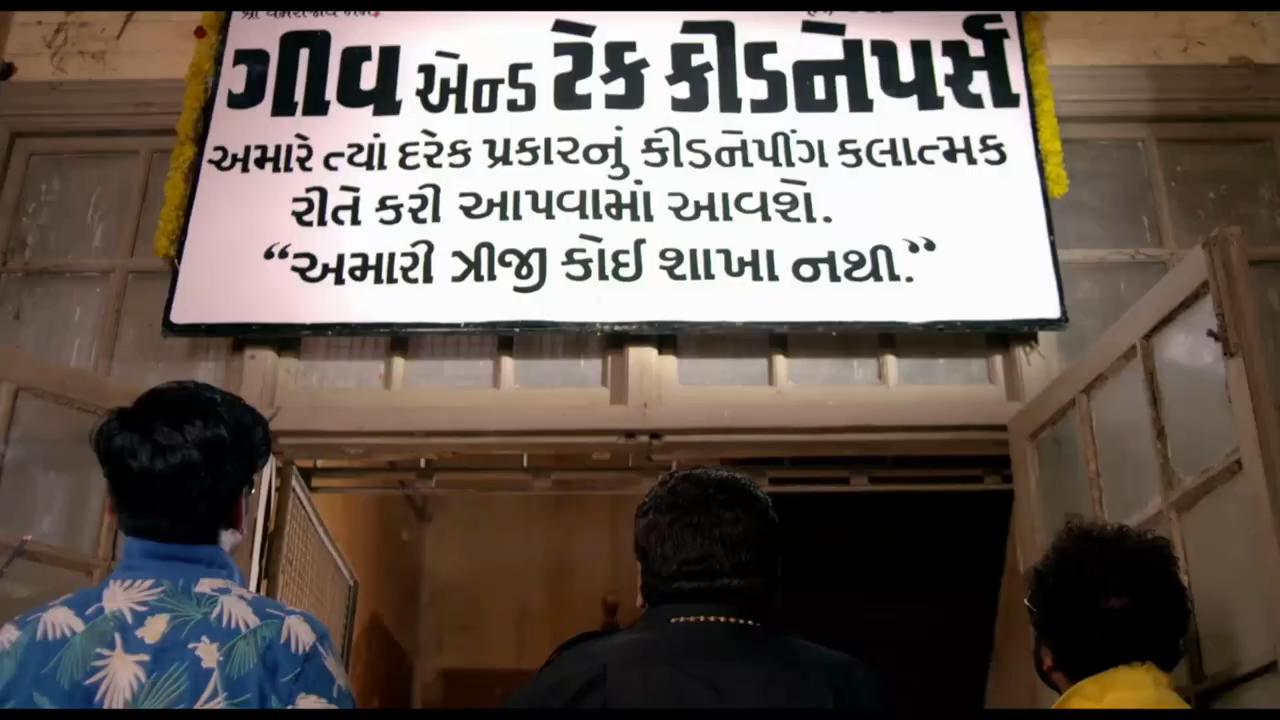 ગીવ એન્ડ ટેક કીડનેપર્સ
અમારે ત્યાં દરેક પ્રકારનું કીડનેપીંગ કલાત્મક
રીતે કરી આપવામાં આવશે.
“અમારી ત્રીજી કોઈ શાખા નથી.”